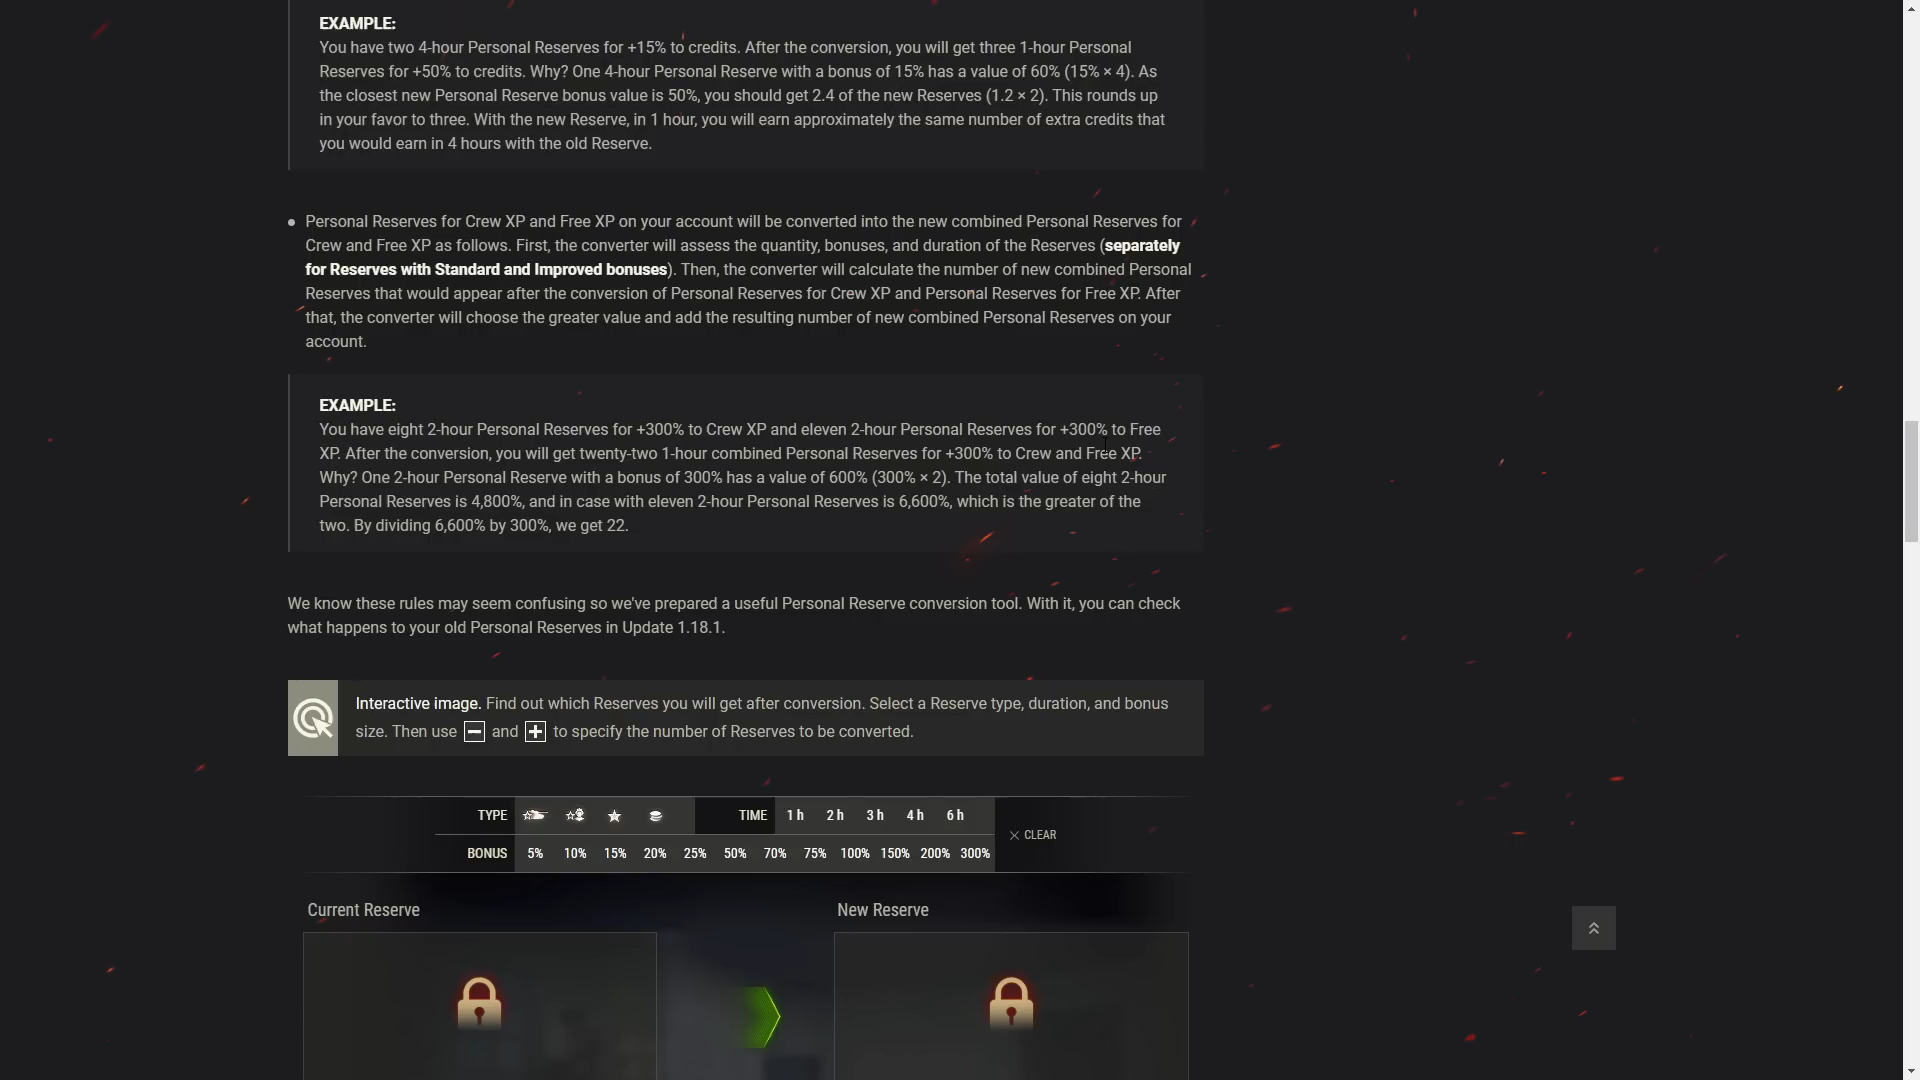 EXAMPLE:
You have two 4-hour Personal Reserves for +15% to credits. After the conversion, you will get three 1-hour Personal
Reserves for +50% to credits. Why? One 4-hour Personal Reserve with a bonus of 15% has a value of 60% (15% × 4). As
the closest new Personal Reserve bonus value is 50%, you should get 2.4 of the new Reserves (1.2 × 2). This rounds up
in your favor to three. With the new Reserve, in 1 hour, you will earn approximately the same number of extra credits that
you would earn in 4 hours with the old Reserve.
Personal Reserves for Crew XP and Free XP on your account will be converted into the new combined Personal Reserves for
Crew and Free XP as follows. First, the converter will assess the quantity, bonuses, and duration of the Reserves (separately
for Reserves with Standard and Improved bonuses). Then, the converter will calculate the number of new combined Personal
Reserves that would appear after the conversion of Personal Reserves for Crew XP and Personal Reserves for Free XP. After
that, the converter will choose the greater value and add the resulting number of new combined Personal Reserves on your
account.
EXAMPLE:
You have eight 2-hour Personal Reserves for +300% to Crew XP and eleven 2-hour Personal Reserves for +300% to Free
XP. After the conversion, you will get twenty-two 1-hour combined Personal Reserves for +300% to Crew and Free XP.
Why? One 2-hour Personal Reserve with a bonus of 300% has a value of 600% (300% × 2). The total value of eight 2-hour
Personal Reserves is 4,800%, and in case with eleven 2-hour Personal Reserves is 6,600%, which is the greater of the
two. By dividing 6,600% by 300%, we get 22.
We know these rules may seem confusing so we've prepared a useful Personal Reserve conversion tool. With it, you can check
what happens to your old Personal Reserves in Update 1.18.1.
Interactive image. Find out which Reserves you will get after conversion. Select a Reserve type, duration, and bonus
size. Then use − and + to specify the number of Reserves to be converted.
TYPE TIME 1 h 2 h 3 h 4 h 6 h
× CLEAR
BONUS 5% 10% 15% 20% 25% 50% 70% 75% 100% 150% 200% 300%
Current Reserve New Reserve